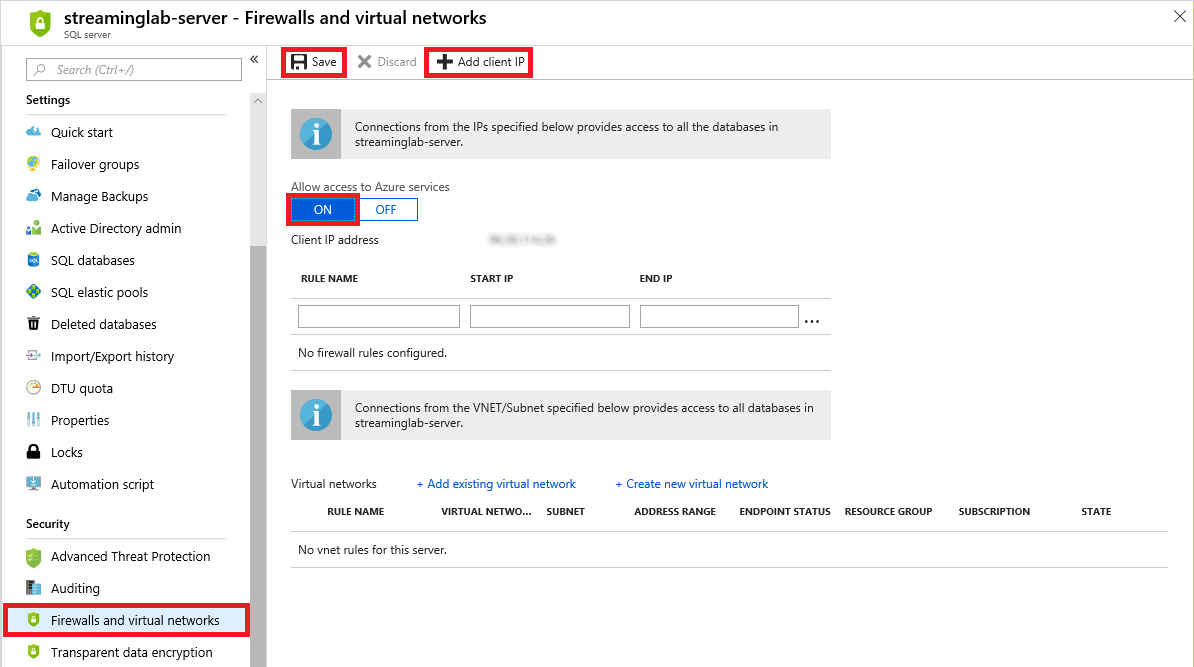 streaminglab-server - Firewalls and virtual networks
SQL server
Search (Ctrl+/)
«
Settings
Quick start
Failover groups
Manage Backups
Active Directory admin
SQL databases
SQL elastic pools
Deleted databases
Import/Export history
DTU quota
Properties
Locks
Automation script
Security
Advanced Threat Protection
Auditing
Firewalls and virtual networks
Transparent data encryption
Save Discard Add client IP
Connections from the IPs specified below provides access to all the databases in
streaminglab-server.
Allow access to Azure services
ON OFF
Client IP address
RULE NAME START IP END IP
...
No firewall rules configured.
Connections from the VNET/Subnet specified below provides access to all databases in
streaminglab-server.
Virtual networks + Add existing virtual network + Create new virtual network
RULE NAME VIRTUAL NETWO... SUBNET ADDRESS RANGE ENDPOINT STATUS RESOURCE GROUP SUBSCRIPTION STATE
No vnet rules for this server.